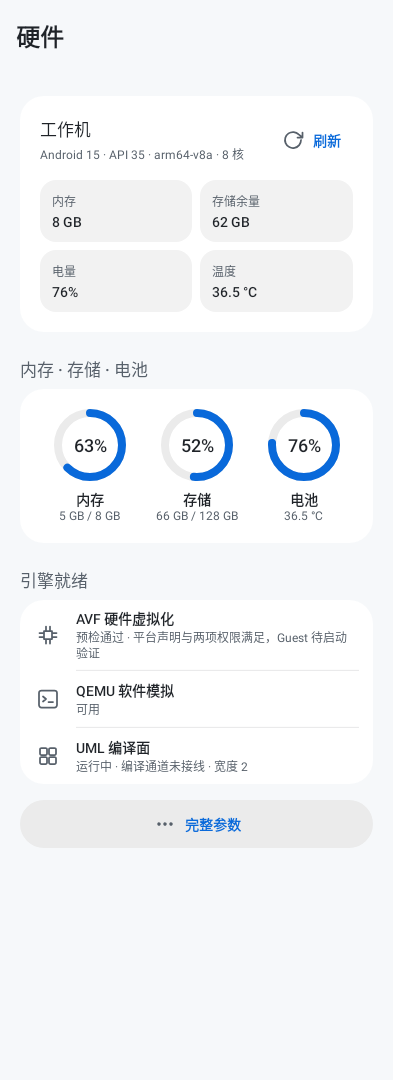 硬件
工作机
Android 15 · API 35 · arm64-v8a · 8 核
刷新
内存
8 GB
存储余量
62 GB
电量
76%
温度
36.5 °C
内存 · 存储 · 电池
63%
52%
76%
内存
存储
电池
5 GB / 8 GB
66 GB / 128 GB
36.5 °C
引擎就绪
AVF 硬件虚拟化
预检通过 · 平台声明与两项权限满足，Guest 待启动
验证
QEMU 软件模拟
可用
UML 编译面
运行中 · 编译通道未接线 · 宽度 2
完整参数